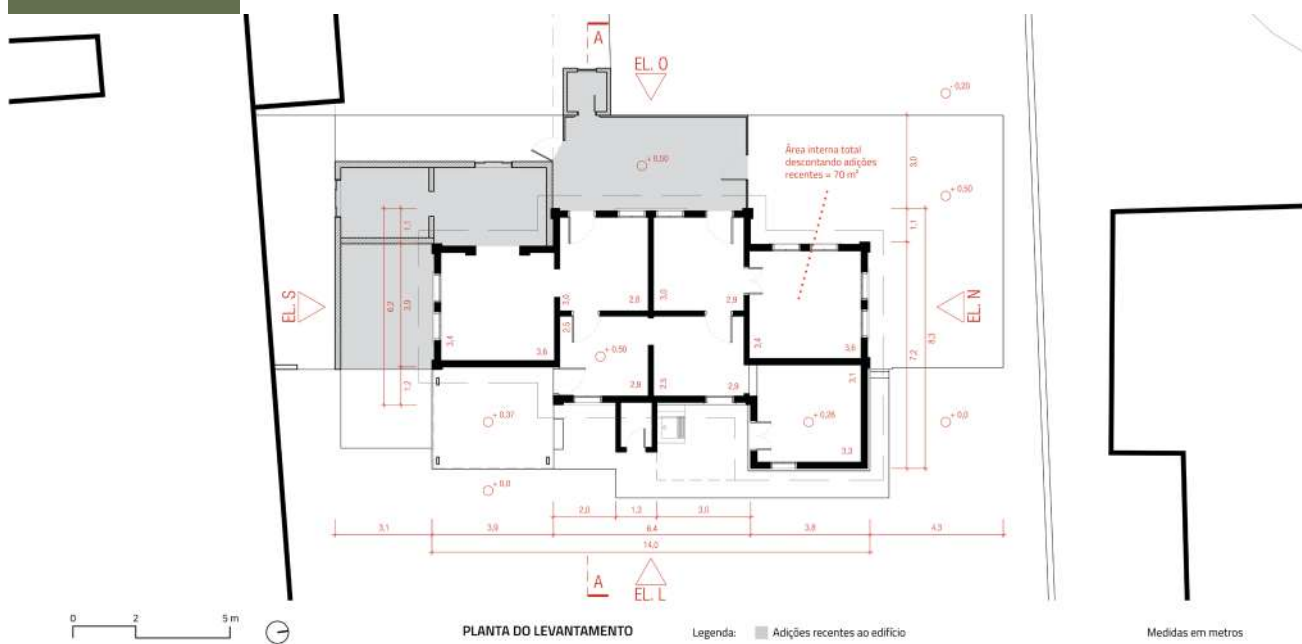 A
EL. O
- 0,20
Área interna total
descontando adições
recentes = 70 m²
3,0
+ 0.50
+ 0,50
1,1
1,1
EL. S
6,2
3,9
3,4
3,6
3,0
2,8
3,0
2,9
3,4
3,6
7,2
8,3
EL. N
2,5
+ 0.50
2,8
2,5
2,9
3,1
1,2
+ 0,37
+ 0,26
+ 0,0
3,3
+ 0,0
2,0
1,3
3,0
3,1
3,9
6,4
3,8
4,3
14,0
A
EL. L
0
2
5 m
PLANTA DO LEVANTAMENTO
Legenda:
Adições recentes ao edifício
Medidas em metros